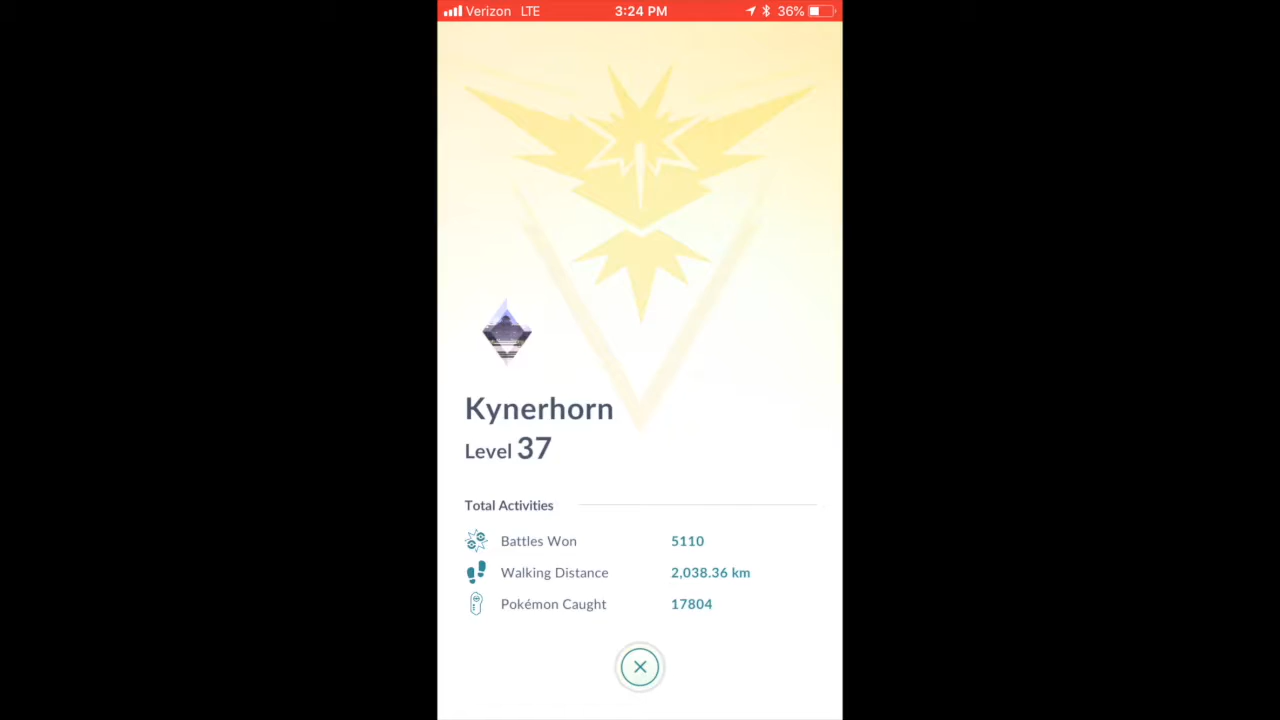 Verizon LTE 3:24 PM 36%
Kynerhorn
Level 37
Total Activities
Battles Won 5110
Walking Distance 2,038.36 km
Pokémon Caught 17804